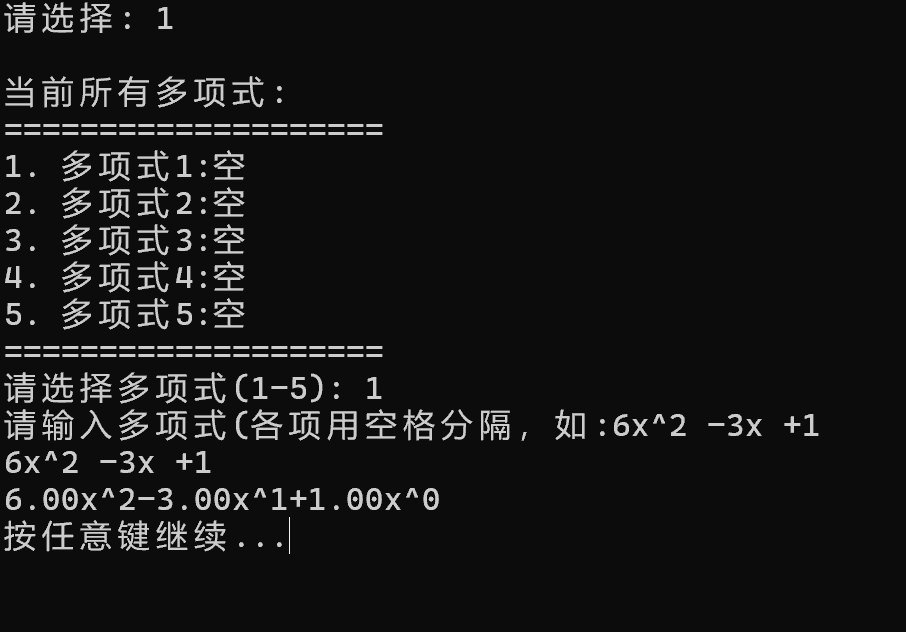 请选择: 1
当前所有多项式:
====================
1. 多项式1:空
2. 多项式2:空
3. 多项式3:空
4. 多项式4:空
5. 多项式5:空
====================
请选择多项式(1-5): 1
请输入多项式(各项用空格分隔, 如:6x^2 -3x +1
6x^2 -3x +1
6.00x^2-3.00x^1+1.00x^0
按任意键继续...